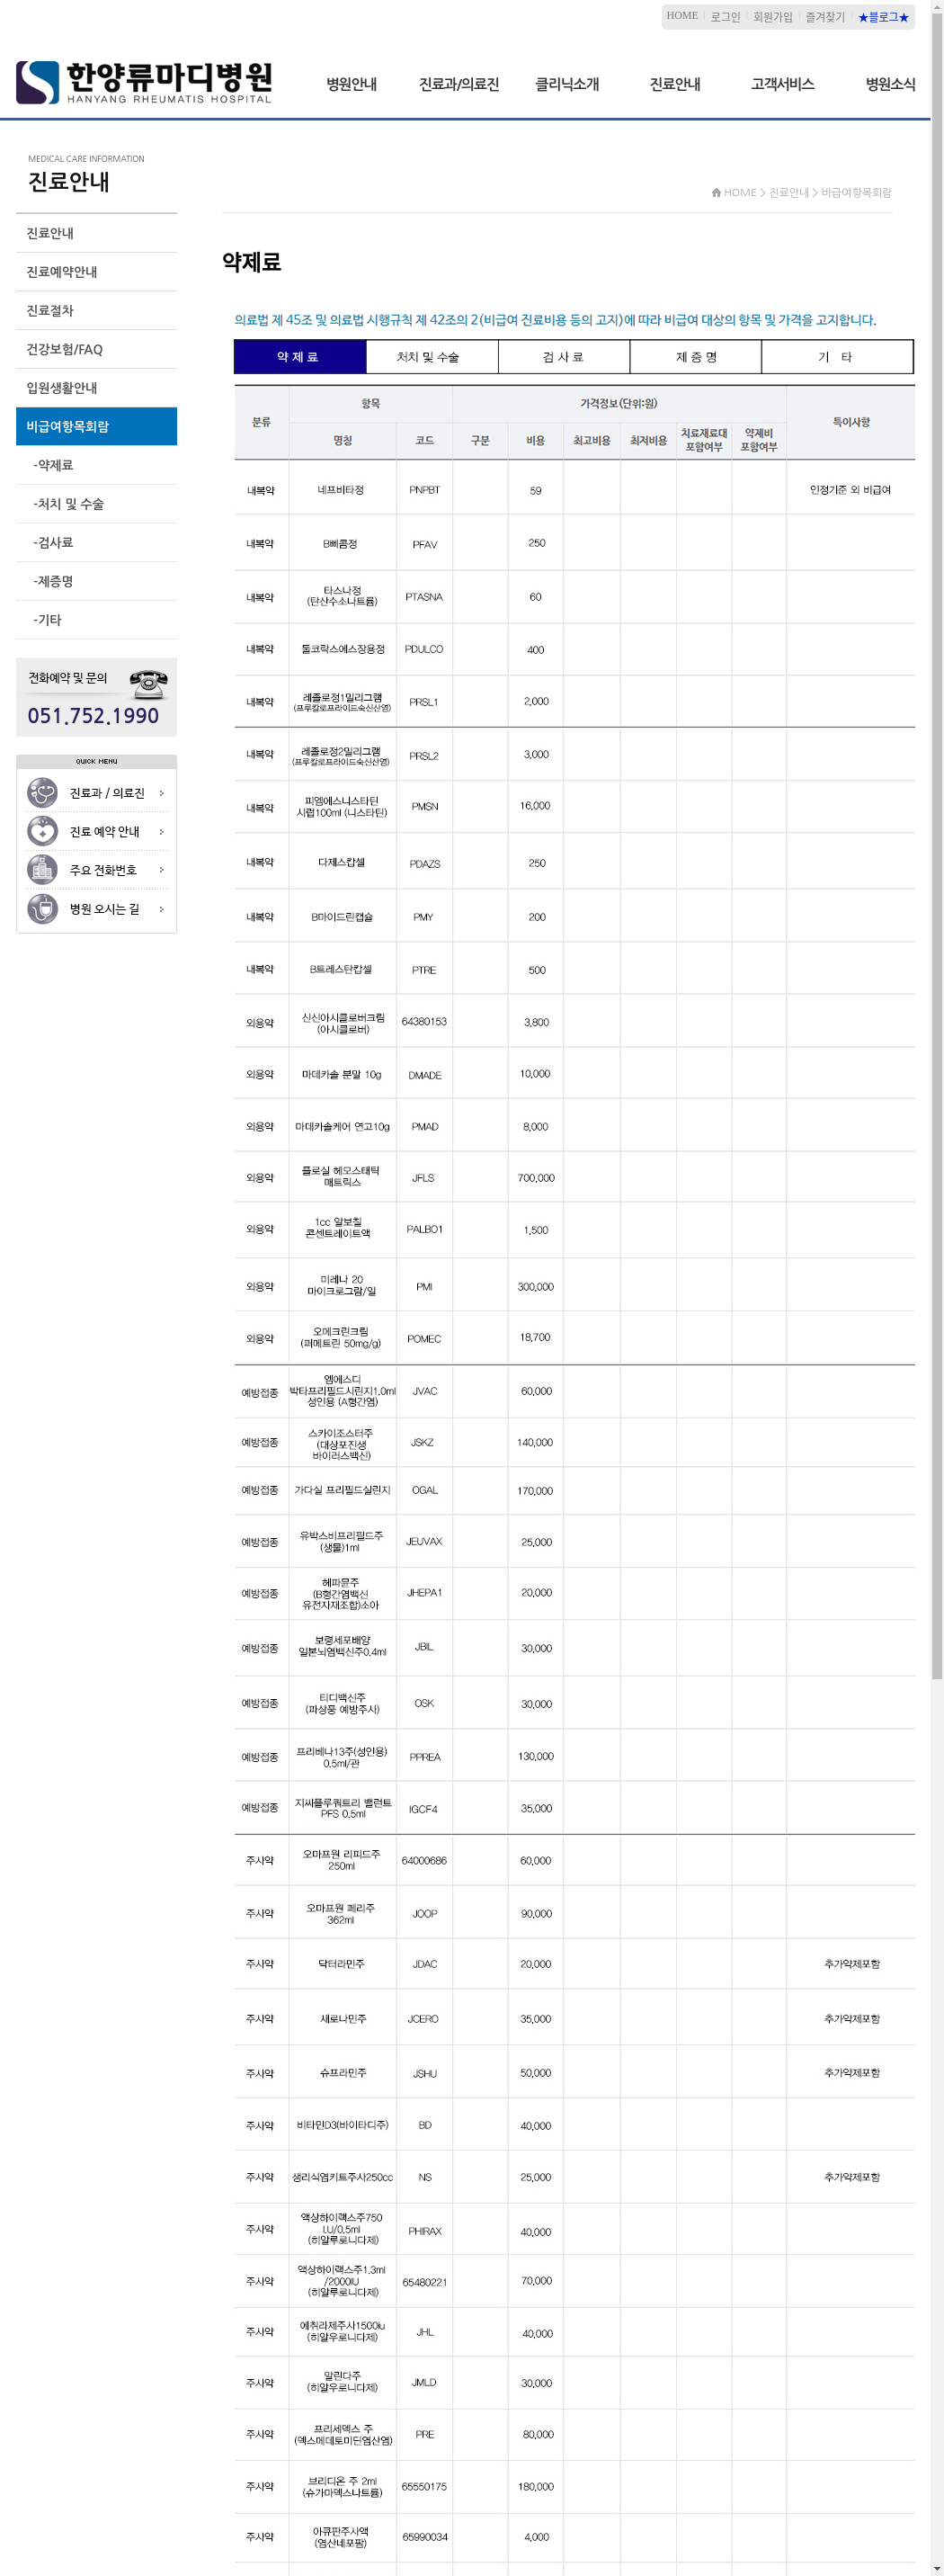 HOME 로그인 회원가입 즐겨찾기 ★블로그★
한양류마디병원
HANYANG RHEUMATIS HOSPITAL
병원안내 진료과/의료진 클리닉소개 진료안내 고객서비스 병원소식
MEDICAL CARE INFORMATION
진료안내
HOME > 진료안내 > 비급여항목회람
진료안내
진료예약안내
진료절차
건강보험/FAQ
입원생활안내
비급여항목회람
-약제료
-처치 및 수술
-검사료
-제증명
-기타
전화예약 및 문의
051.752.1990
QUICK MENU
진료과 / 의료진
진료 예약 안내
주요 전화번호
병원 오시는 길
약제료
의료법 제 45조 및 의료법 시행규칙 제 42조의 2(비급여 진료비용 등의 고지)에 따라 비급여 대상의 항목 및 가격을 고지합니다.
약 제 료 처치 및 수술 검 사 료 제 증 명 기 타
분류 항목 가격정보(단위:원) 특이사항
명칭 코드 구분 비용 최고비용 최저비용 치료재료대 포함여부 약제비 포함여부
내복약 네프비타정 PNPBT 59 인정기준 외 비급여
내복약 B삐콤정 PFAV 250
내복약 타스나정 (탄산수소나트륨) PTASNA 60
내복약 둘코락스에스장용정 PDULCO 400
내복약 레졸로정1밀리그램 (프루칼로프라이드숙신산염) PRSL1 2,000
내복약 레졸로정2밀리그램 (프루칼로프라이드숙신산염) PRSL2 3,000
내복약 피엠에스니스타틴 시럽100ml (니스타틴) PMSN 16,000
내복약 다제스캅셀 PDAZS 250
내복약 B마이드린캡슐 PMY 200
내복약 B트레스탄캅셀 PTRE 500
외용약 신신아시클로버크림 (아시클로버) 64380153 3,800
외용약 마데카솔 분말 10g DMADE 10,000
외용약 마데카솔케어 연고10g PMAD 8,000
외용약 플로실 헤모스태틱 매트릭스 JFLS 700,000
외용약 1cc 알보칠 콘센트레이트액 PALBO1 1,500
외용약 미레나 20 마이크로그람/일 PMI 300,000
외용약 오메크린크림 (퍼메트린 50mg/g) POMEC 18,700
예방접종 엠에스디 박타프리필드시린지1.0ml 성인용 (A형간염) JVAC 60,000
예방접종 스카이조스터주 (대상포진생 바이러스백신) JSKZ 140,000
예방접종 가다실 프리필드실린지 OGAL 170,000
예방접종 유박스비프리필드주 (생물)1ml JEUVAX 25,000
예방접종 헤파뮨주 (B형간염백신 유전자재조합)소아 JHEPA1 20,000
예방접종 보령세포배양 일본뇌염백신주0.4ml JBIL 30,000
예방접종 티디백신주 (파상풍 예방주사) OSK 30,000
예방접종 프리베나13주(성인용) 0.5ml/관 PPREA 130,000
예방접종 지씨플루쿼드리 밸런트 PFS 0.5ml IGCF4 35,000
주사약 오마프원 리피드주 250ml 64000686 60,000
주사약 오마프원 페리주 362ml JOOP 90,000
주사약 닥터라민주 JDAC 20,000 추가약제포함
주사약 새로나민주 JCERO 35,000 추가약제포함
주사약 슈프라민주 JSHU 50,000 추가약제포함
주사약 비타민D3(바이타디주) BD 40,000
주사약 생리식염키트주사250cc NS 25,000 추가약제포함
주사약 액상하이랙스주750 I.U/0.5ml (히알루로니다제) PHIRAX 40,000
주사약 액상하이랙스주1.3ml /2000IU (히알루로니다제) 65480221 70,000
주사약 에취라제주사1500iu (히알우로니다제) JHL 40,000
주사약 말린다주 (히알우로니다제) JMLD 30,000
주사약 프리세덱스 주 (덱스메데토미딘염산염) PRE 80,000
주사약 브리디온 주 2ml (슈가마덱스나트륨) 65550175 180,000
주사약 아큐판주사액 (염산네포팜) 65990034 4,000